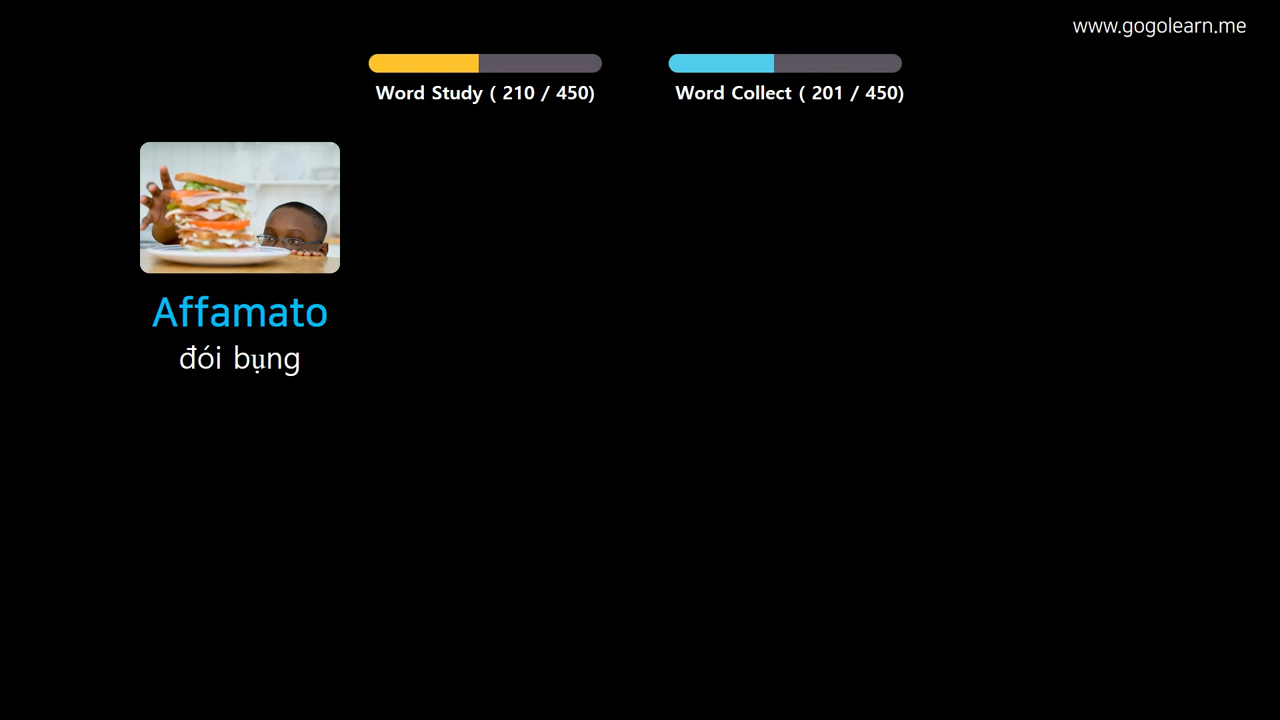 www.gogolearn.me
Word Study ( 210 / 450)
Word Collect ( 201 / 450)
Affamato
đói bụng